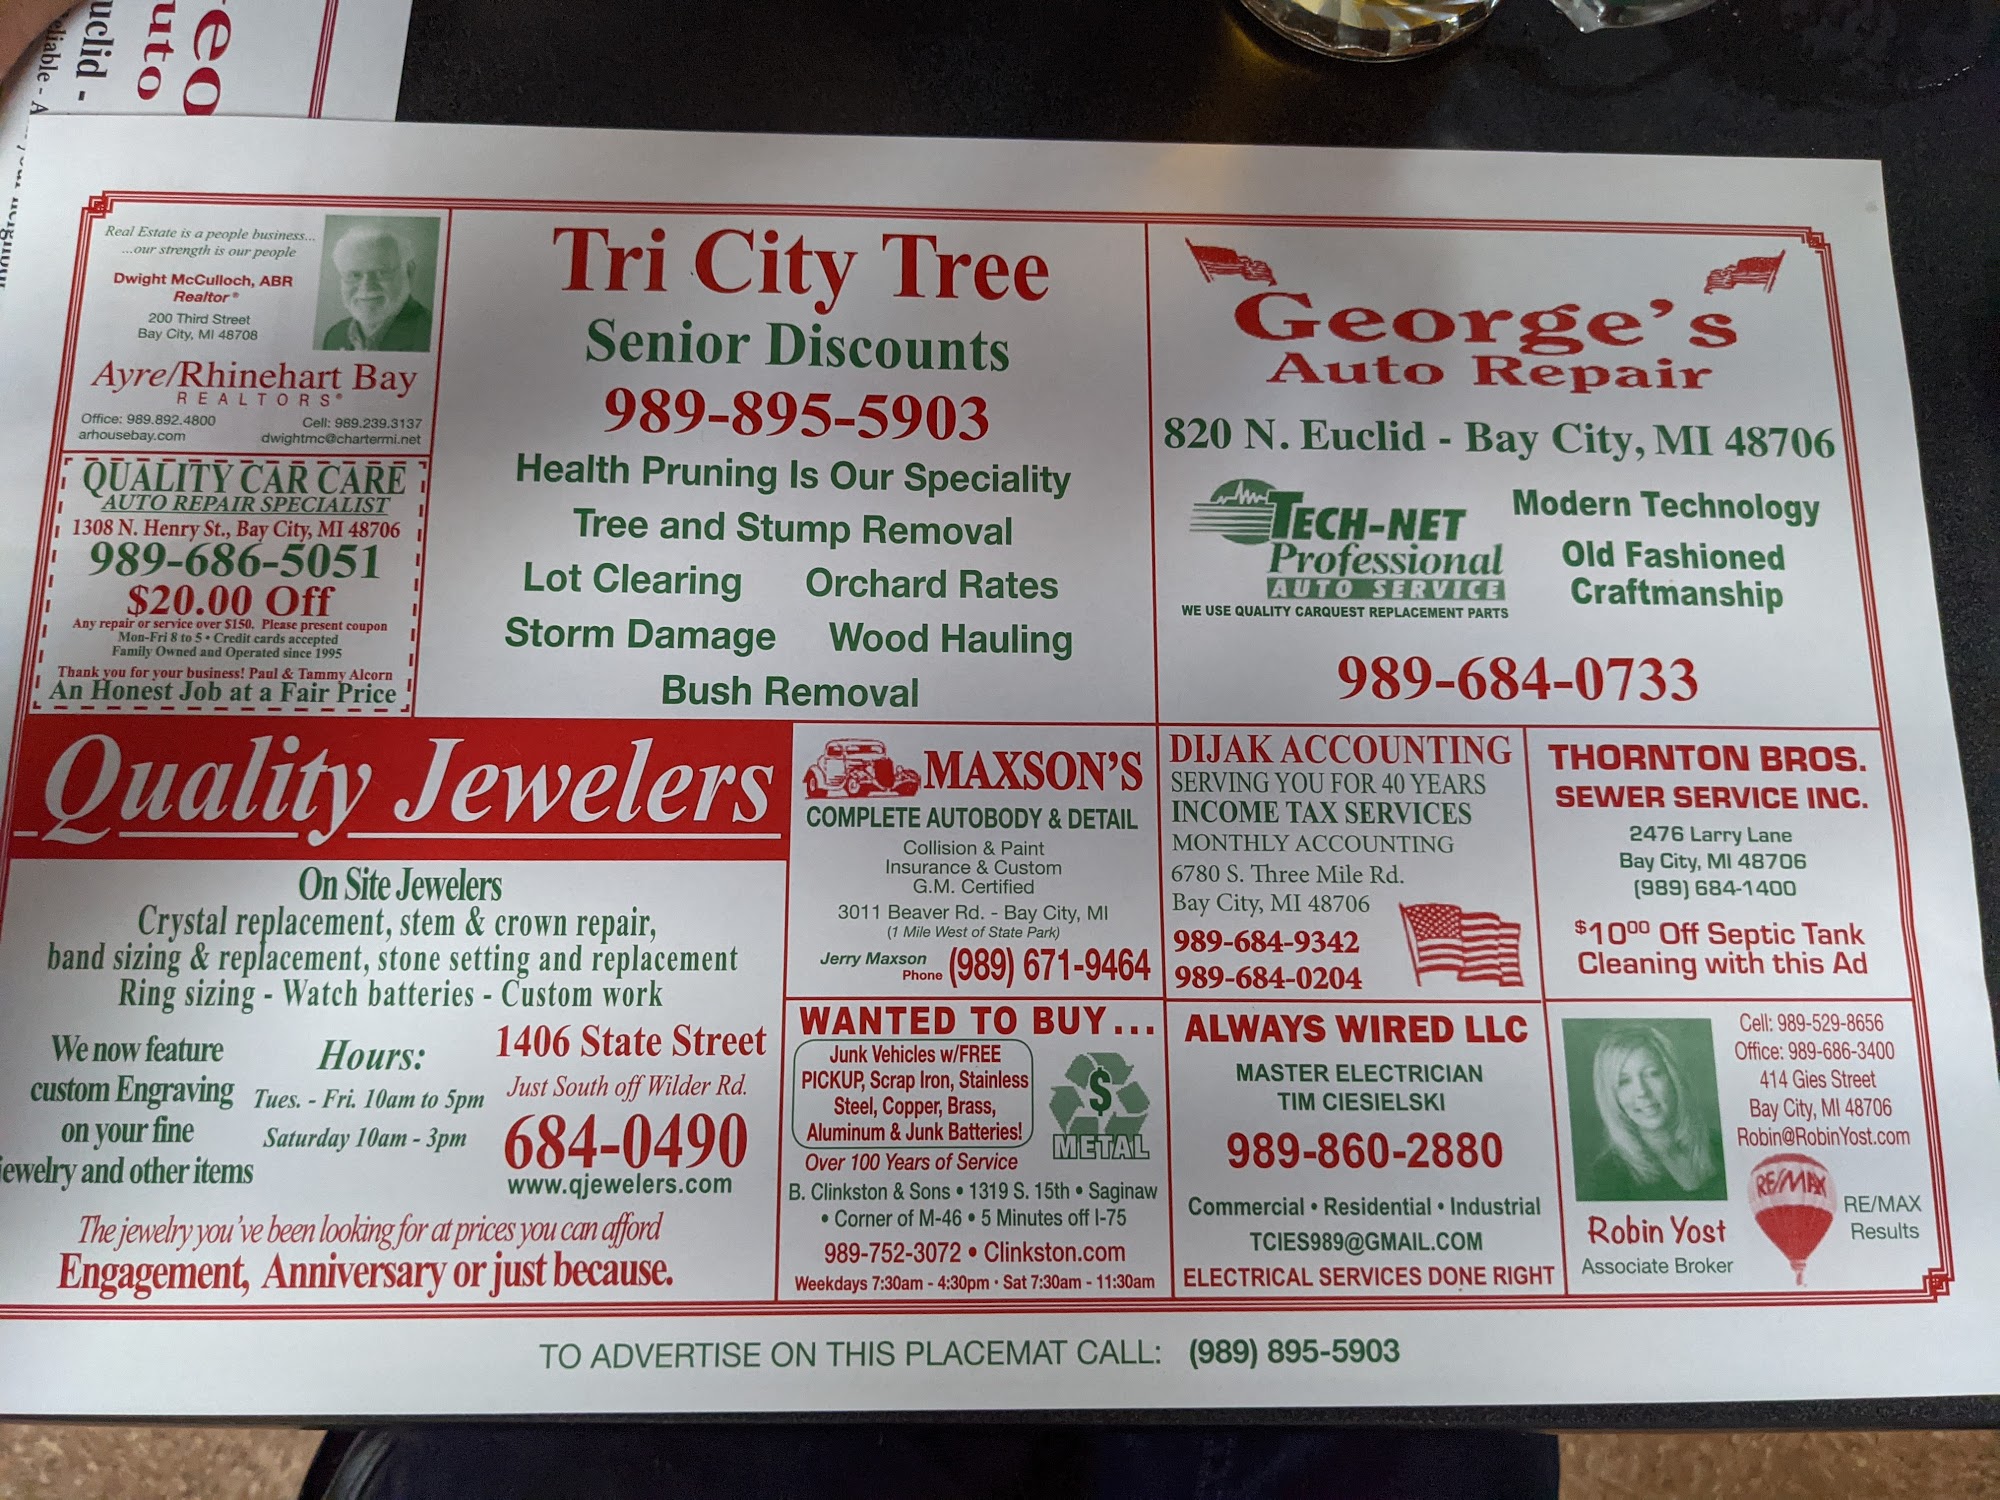 uclid -
eliable - A
uto
Real Estate is a people business...
...our strength is our people
Dwight McCulloch, ABR
Realtor®
200 Third Street
Bay City, MI 48708
Ayre/Rhinehart Bay
REALTORS®
Office: 989.892.4800
Cell: 989.239.3137
arhousebay.com
dwightmc@chartermi.net
QUALITY CAR CARE
AUTO REPAIR SPECIALIST
1308 N. Henry St., Bay City, MI 48706
989-686-5051
$20.00 Off
Any repair or service over $150. Please present coupon
Mon-Fri 8 to 5 • Credit cards accepted
Family Owned and Operated since 1995
Thank you for your business! Paul & Tammy Alcorn
An Honest Job at a Fair Price
Tri City Tree
Senior Discounts
989-895-5903
Health Pruning Is Our Speciality
Tree and Stump Removal
Lot Clearing Orchard Rates
Storm Damage Wood Hauling
Bush Removal
George's
Auto Repair
820 N. Euclid - Bay City, MI 48706
TECH-NET
Professional
AUTO SERVICE
WE USE QUALITY CARQUEST REPLACEMENT PARTS
Modern Technology
Old Fashioned
Craftmanship
989-684-0733
Quality Jewelers
On Site Jewelers
Crystal replacement, stem & crown repair,
band sizing & replacement, stone setting and replacement
Ring sizing - Watch batteries - Custom work
We now feature
custom Engraving
on your fine
jewelry and other items
Hours:
Tues. - Fri. 10am to 5pm
Saturday 10am - 3pm
1406 State Street
Just South off Wilder Rd.
684-0490
www.qjewelers.com
The jewelry you've been looking for at prices you can afford
Engagement, Anniversary or just because.
MAXSON'S
COMPLETE AUTOBODY & DETAIL
Collision & Paint
Insurance & Custom
G.M. Certified
3011 Beaver Rd. - Bay City, MI
(1 Mile West of State Park)
Jerry Maxson
Phone (989) 671-9464
DIJAK ACCOUNTING
SERVING YOU FOR 40 YEARS
INCOME TAX SERVICES
MONTHLY ACCOUNTING
6780 S. Three Mile Rd.
Bay City, MI 48706
989-684-9342
989-684-0204
THORNTON BROS.
SEWER SERVICE INC.
2476 Larry Lane
Bay City, MI 48706
(989) 684-1400
$10⁰⁰ Off Septic Tank
Cleaning with this Ad
WANTED TO BUY...
Junk Vehicles w/FREE
PICKUP, Scrap Iron, Stainless
Steel, Copper, Brass,
Aluminum & Junk Batteries!
$
METAL
Over 100 Years of Service
B. Clinkston & Sons • 1319 S. 15th • Saginaw
• Corner of M-46 • 5 Minutes off I-75
989-752-3072 • Clinkston.com
Weekdays 7:30am - 4:30pm • Sat 7:30am - 11:30am
ALWAYS WIRED LLC
MASTER ELECTRICIAN
TIM CIESIELSKI
989-860-2880
Commercial • Residential • Industrial
TCIES989@GMAIL.COM
ELECTRICAL SERVICES DONE RIGHT
Cell: 989-529-8656
Office: 989-686-3400
414 Gies Street
Bay City, MI 48706
Robin@RobinYost.com
RE/MAX
RE/MAX
Results
Robin Yost
Associate Broker
TO ADVERTISE ON THIS PLACEMAT CALL: (989) 895-5903